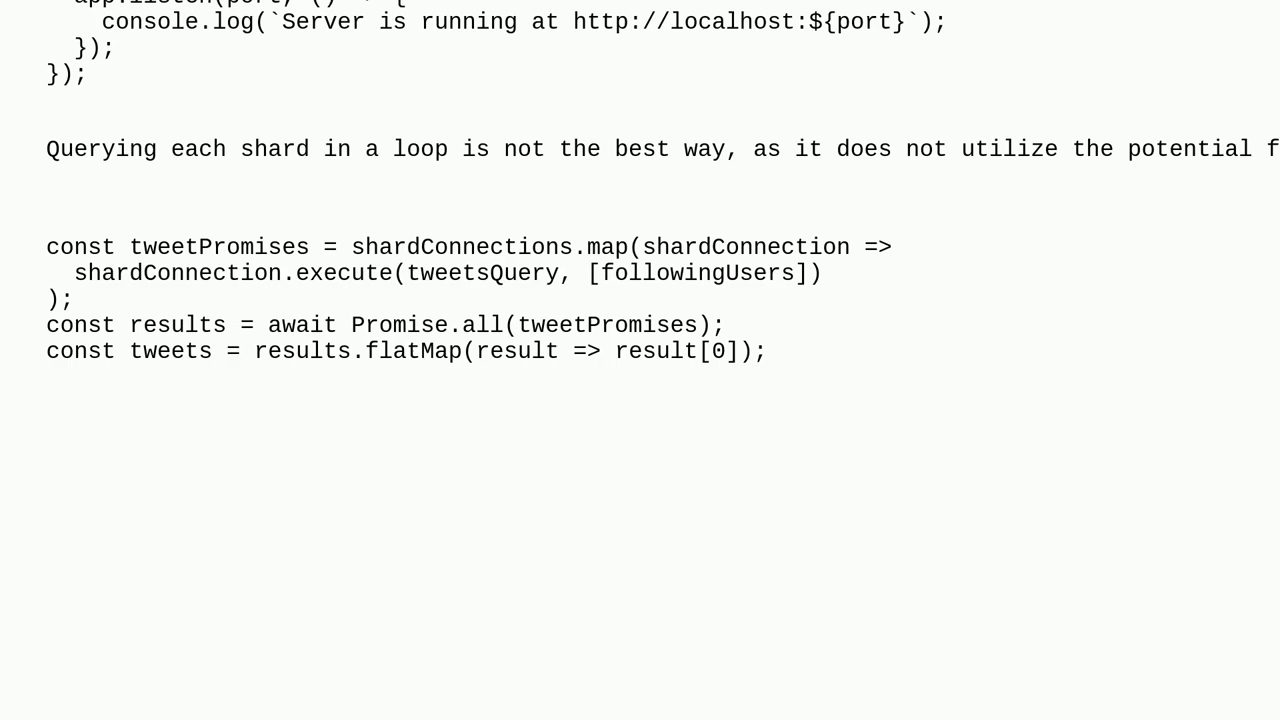 console.log(`Server is running at http://localhost:${port}`);
});
});
Querying each shard in a loop is not the best way, as it does not utilize the potential
const tweetPromises = shardConnections.map(shardConnection =>
shardConnection.execute(tweetsQuery, [followingUsers])
);
const results = await Promise.all(tweetPromises);
const tweets = results.flatMap(result => result[0]);